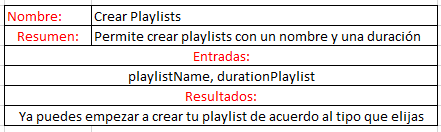 Nombre: Crear Playlists
Resumen: Permite crear playlists con un nombre y una duración
Entradas:
playlistName, durationPlaylist
Resultados:
Ya puedes empezar a crear tu playlist de acuerdo al tipo que elijas